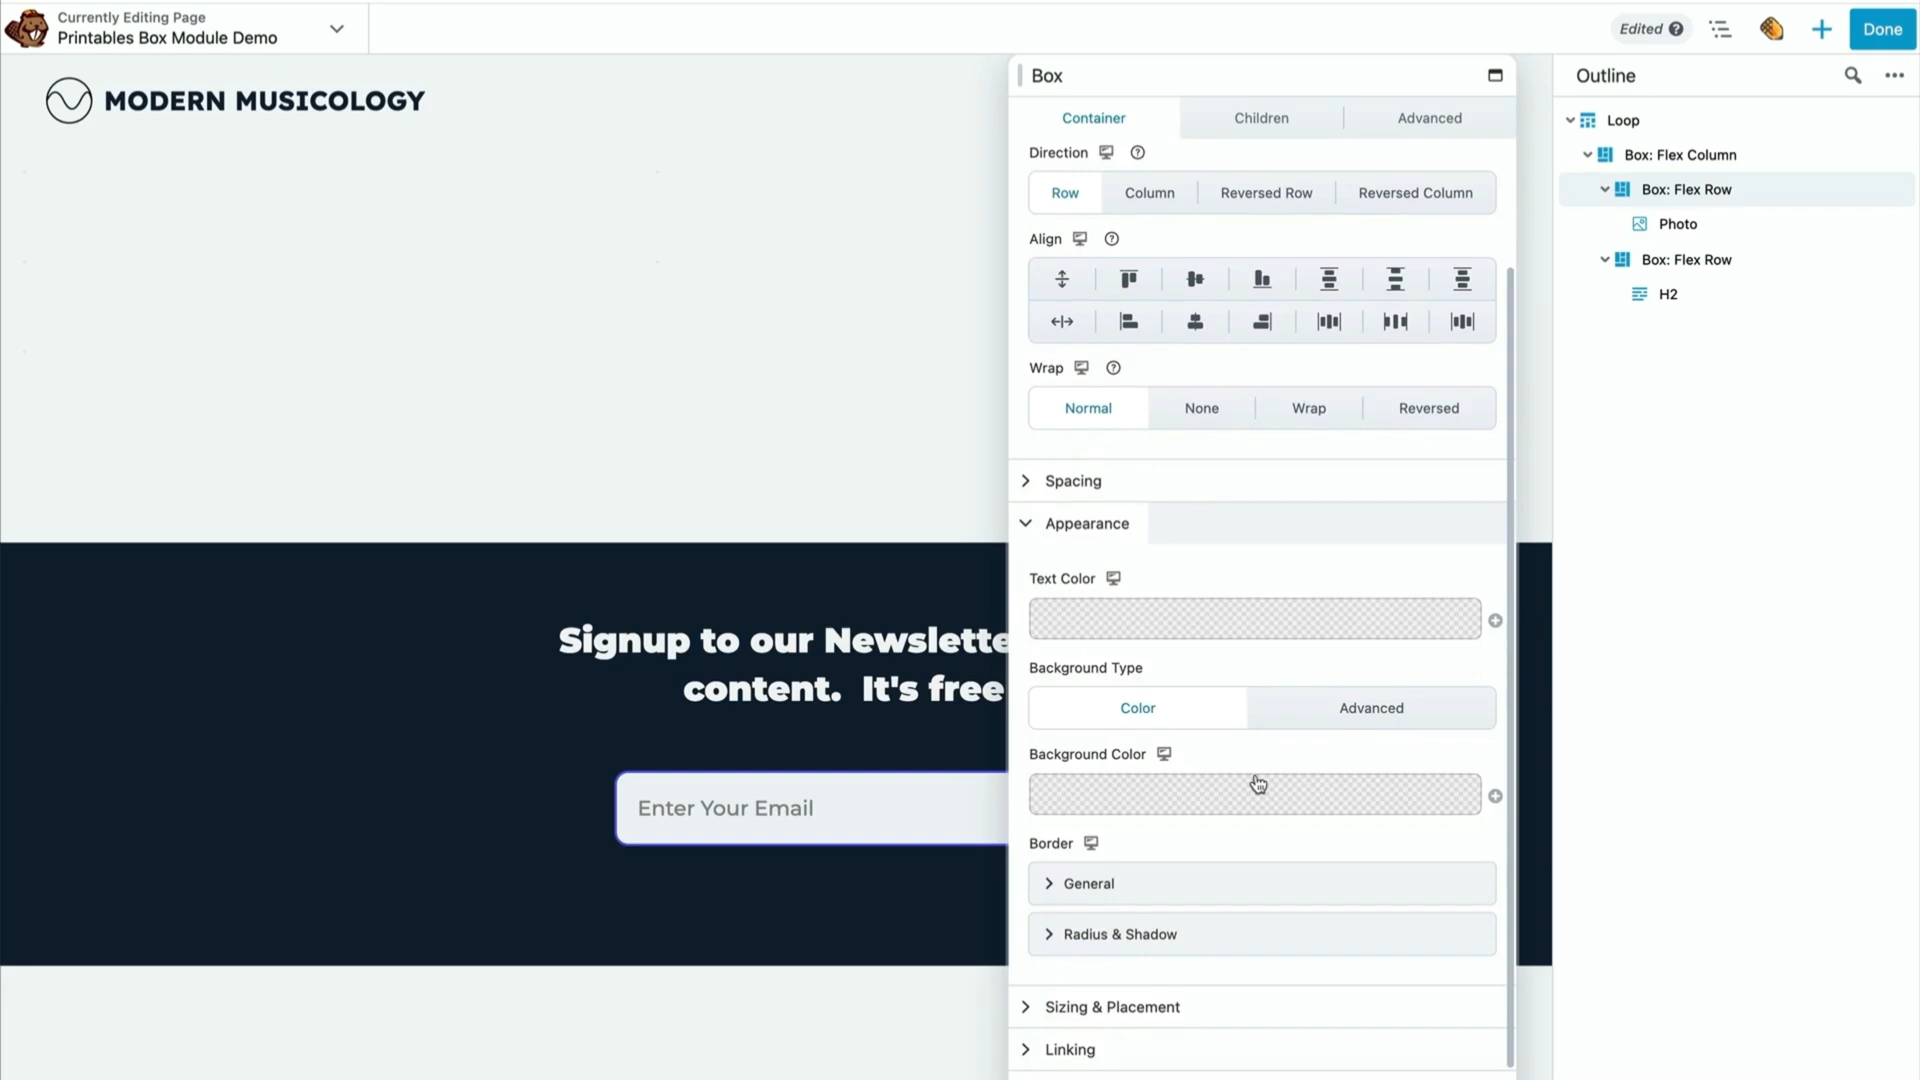 Currently Editing Page
Printables Box Module Demo
Edited
Done
MODERN MUSICOLOGY
Box
Container
Children
Advanced
Direction
Row
Column
Reversed Row
Reversed Column
Align
Wrap
Normal
None
Wrap
Reversed
Spacing
Appearance
Text Color
Background Type
Color
Advanced
Background Color
Border
General
Radius & Shadow
Sizing & Placement
Linking
Signup to our Newslette
content. It's free
Enter Your Email
Outline
Loop
Box: Flex Column
Box: Flex Row
Photo
Box: Flex Row
H2